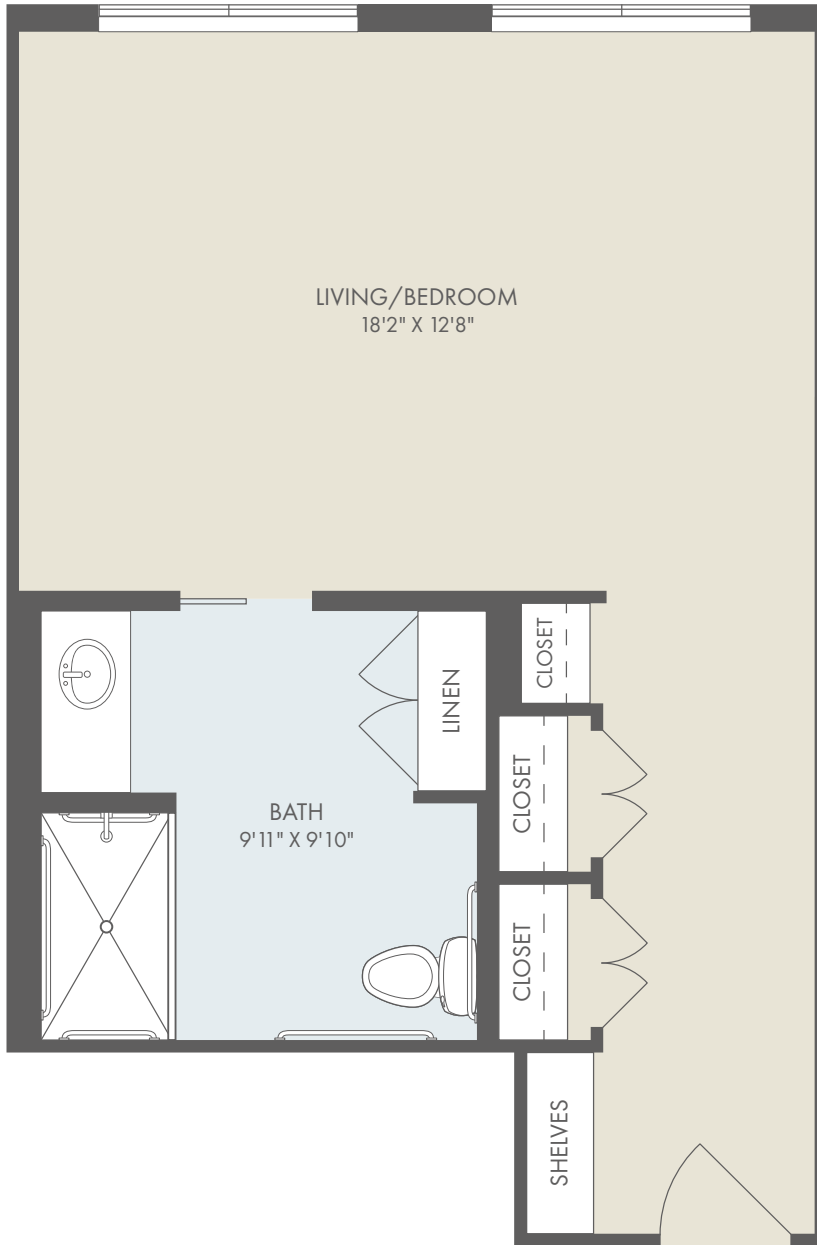 LIVING/BEDROOM
18'2" X 12'8"
CLOSET
LINEN
CLOSET
BATH
9'11" X 9'10"
CLOSET
SHELVES